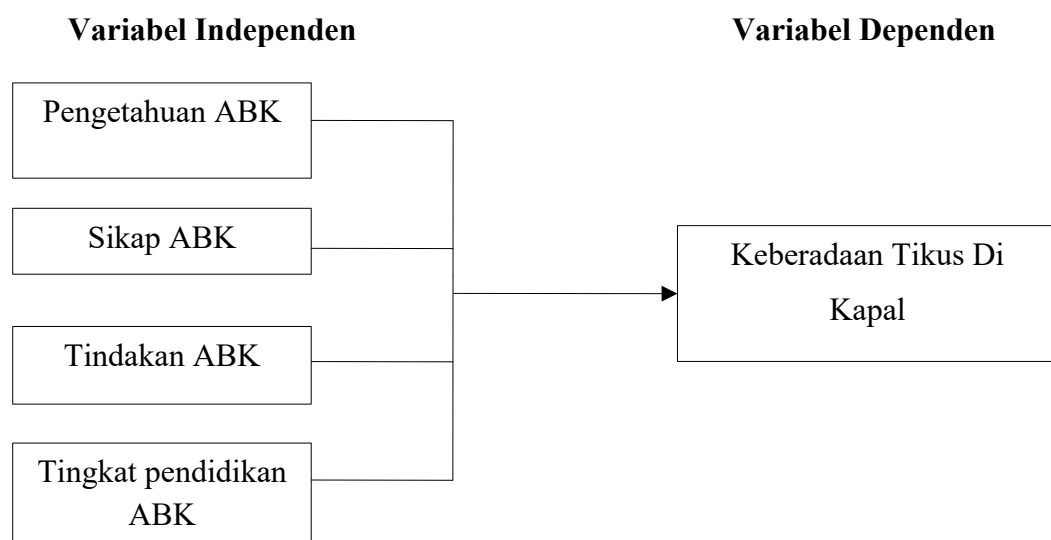 Variabel Independen
Variabel Dependen
Pengetahuan ABK
Sikap ABK
Tindakan ABK
Tingkat pendidikan
ABK
Keberadaan Tikus Di
Kapal